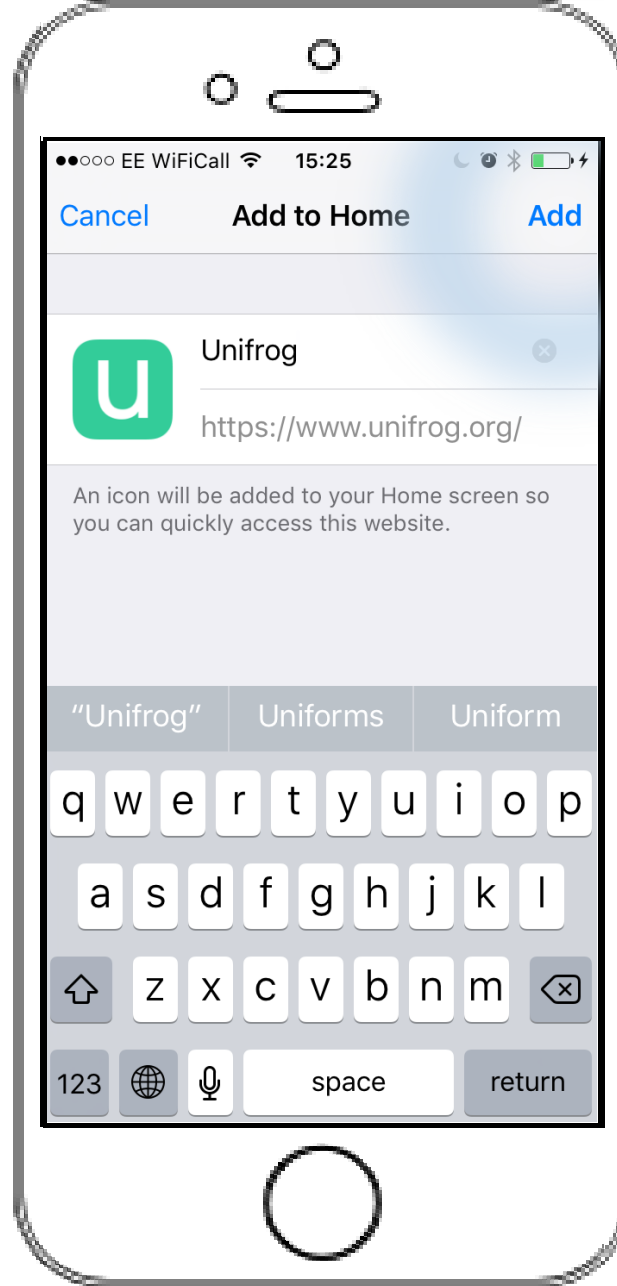 EE WiFiCall 15:25
Cancel Add to Home Add
u Unifrog
https://www.unifrog.org/
An icon will be added to your Home screen so
you can quickly access this website.
“Unifrog” Uniforms Uniform
q w e r t y u i o p
a s d f g h j k l
z x c v b n m
123 space return